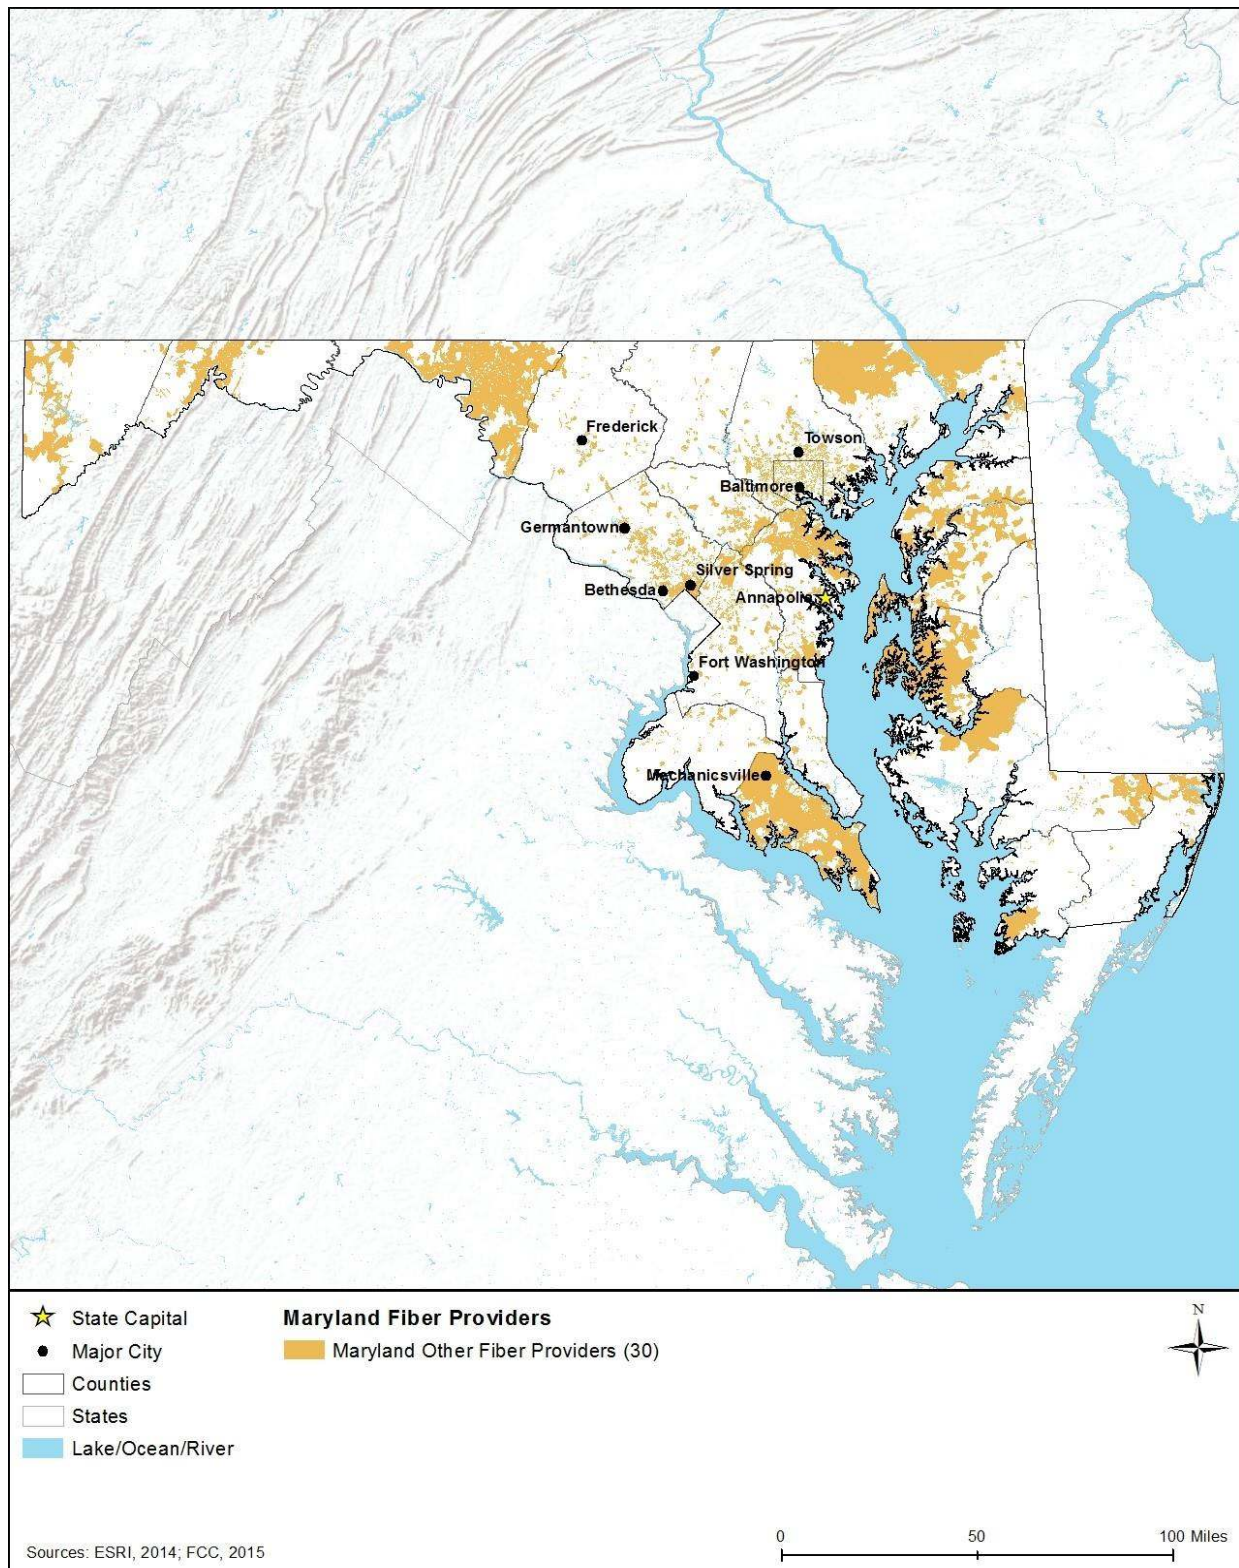 Frederick
Towson
Baltimore
Germantown
Silver Spring
Bethesda
Annapolis
Fort Washington
Mechanicsville
State Capital
Major City
Counties
States
Lake/Ocean/River
Maryland Fiber Providers
Maryland Other Fiber Providers (30)
N
Sources: ESRI, 2014; FCC, 2015
0 50 100 Miles